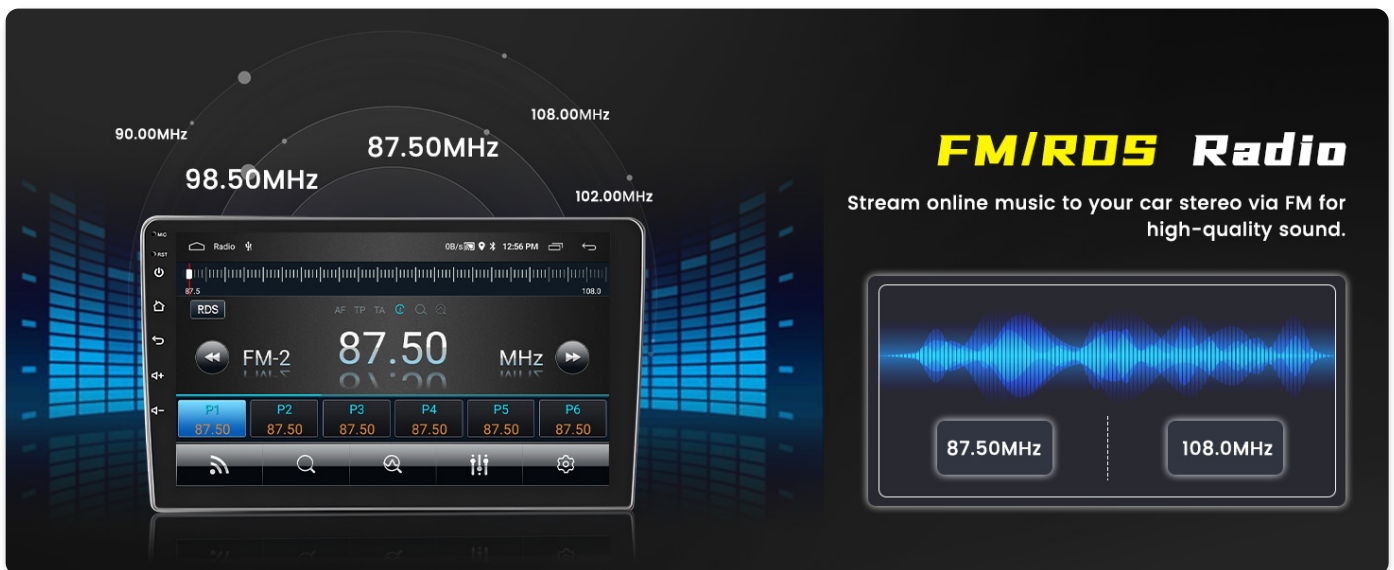 90.00MHz
98.50MHz
87.50MHz
108.00MHz
102.00MHz
MIC
RST
Radio
0B/s
12:56 PM
87.5
108.0
RDS
AF TP TA
FM-2
87.50
MHz
P1
87.50
P2
87.50
P3
87.50
P4
87.50
P5
87.50
P6
87.50
FM/RDS Radio
Stream online music to your car stereo via FM for
high-quality sound.
87.50MHz
108.0MHz